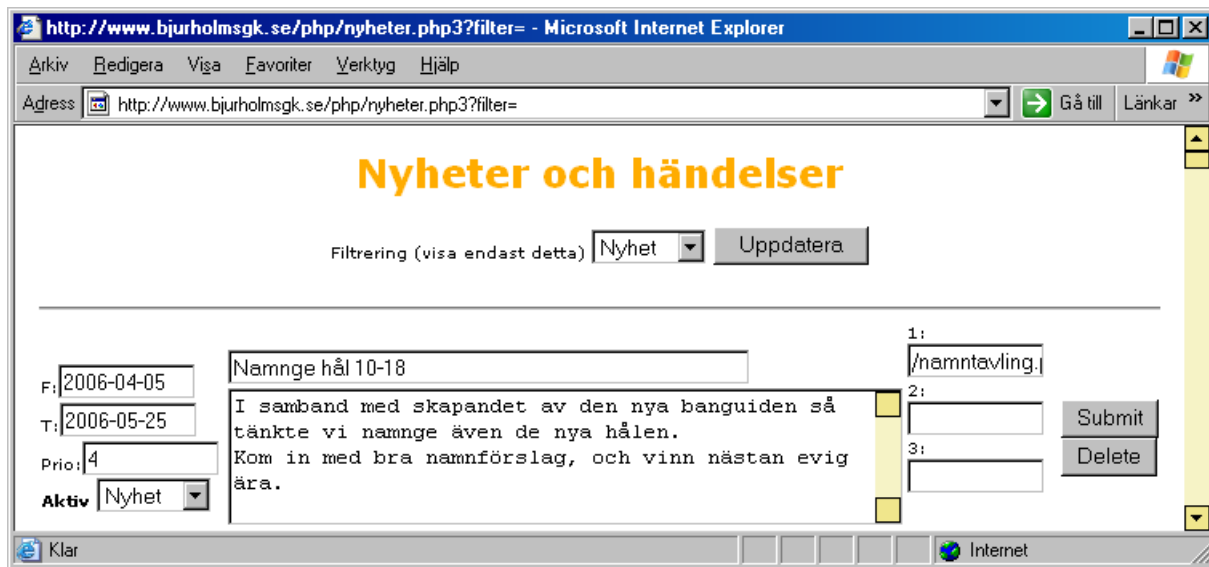 http://www.bjurholmsgk.se/php/nyheter.php3?filter= - Microsoft Internet Explorer
Arkiv Redigera Visa Favoriter Verktyg Hjälp
Adress http://www.bjurholmsgk.se/php/nyheter.php3?filter= Gå till Länkar »
Nyheter och händelser
Filtrering (visa endast detta) Nyhet Uppdatera
F: 2006-04-05
T: 2006-05-25
Prio: 4
Aktiv Nyhet
Namnge hål 10-18
I samband med skapandet av den nya banguiden så
tänkte vi namnge även de nya hålen.
Kom in med bra namnförslag, och vinn nästan evig
ära.
1:
/namntavling.p
2:
3:
Submit
Delete
Klar Internet